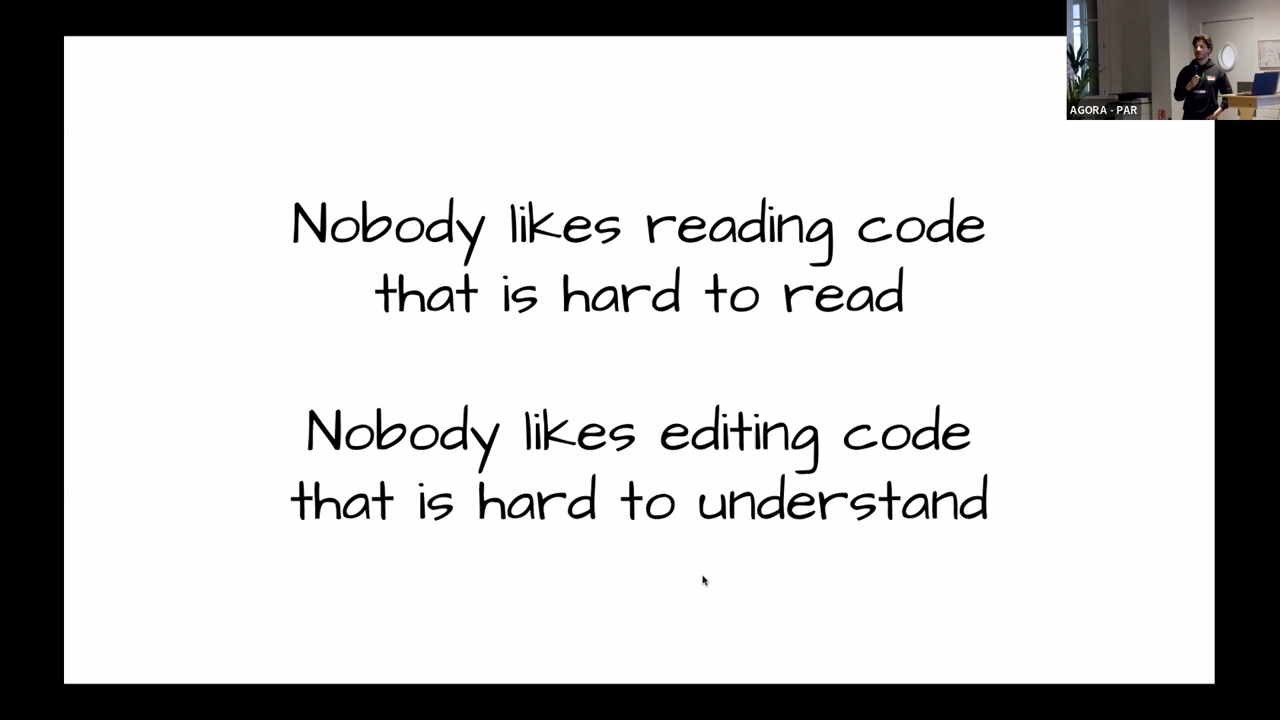 AGORA - PAR
Nobody likes reading code
that is hard to read
Nobody likes editing code
that is hard to understand